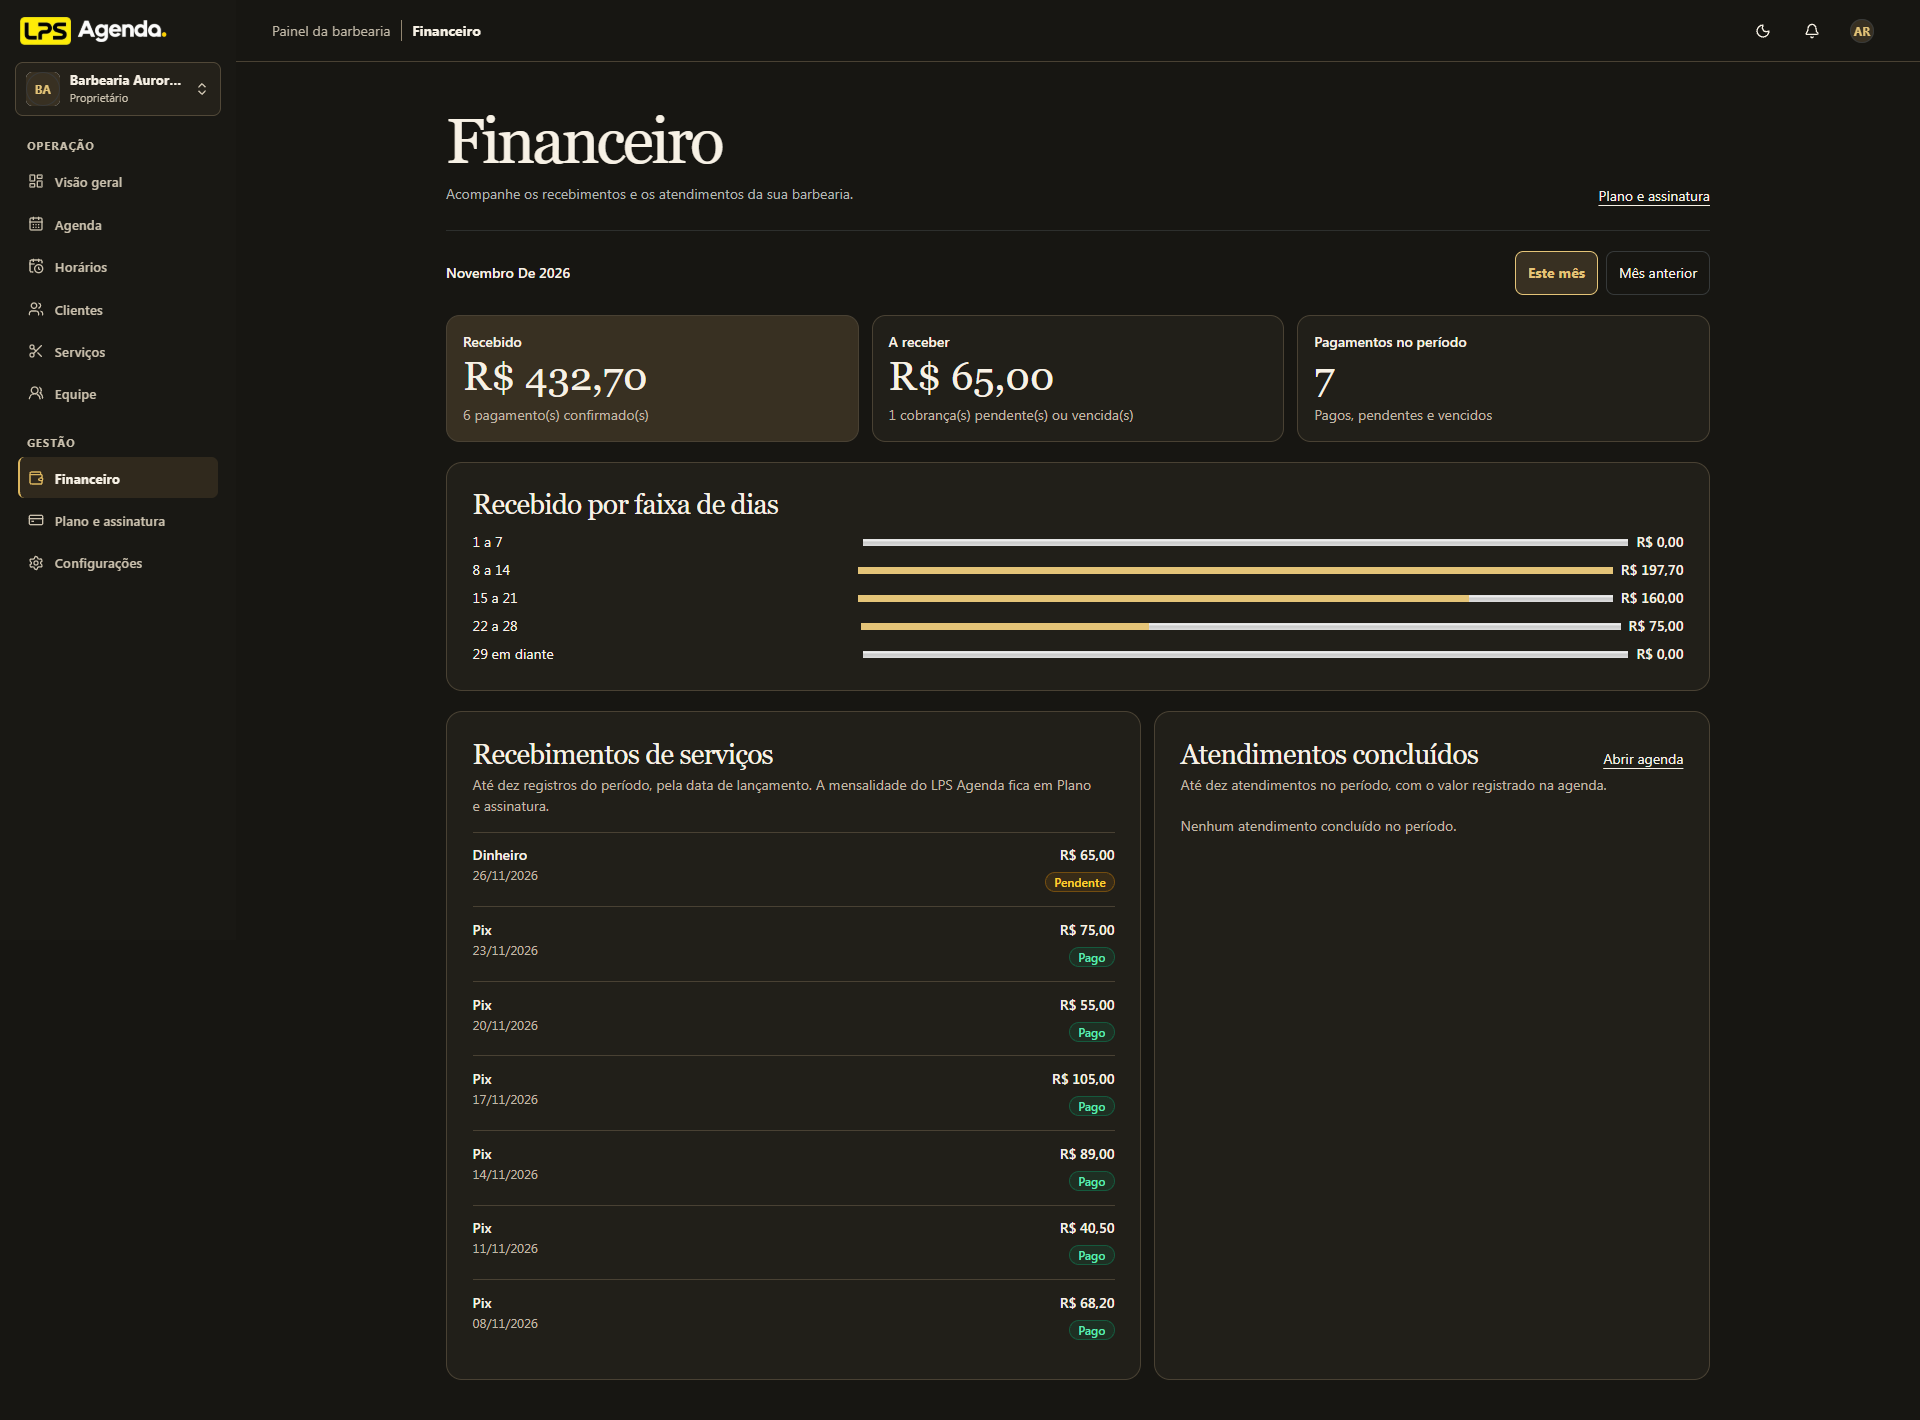 LPS Agenda.
Painel da barbearia
Financeiro
AR
BA
Barbearia Auror...
Proprietário
OPERAÇÃO
Visão geral
Agenda
Horários
Clientes
Serviços
Equipe
GESTÃO
Financeiro
Plano e assinatura
Configurações
Financeiro
Acompanhe os recebimentos e os atendimentos da sua barbearia.
Plano e assinatura
Novembro De 2026
Este mês
Mês anterior
Recebido
R$ 432,70
6 pagamento(s) confirmado(s)
A receber
R$ 65,00
1 cobrança(s) pendente(s) ou vencida(s)
Pagamentos no período
7
Pagos, pendentes e vencidos
Recebido por faixa de dias
1 a 7 R$ 0,00
8 a 14 R$ 197,70
15 a 21 R$ 160,00
22 a 28 R$ 75,00
29 em diante R$ 0,00
Recebimentos de serviços
Até dez registros do período, pela data de lançamento. A mensalidade do LPS Agenda fica em Plano
e assinatura.
Dinheiro R$ 65,00
26/11/2026 Pendente
Pix R$ 75,00
23/11/2026 Pago
Pix R$ 55,00
20/11/2026 Pago
Pix R$ 105,00
17/11/2026 Pago
Pix R$ 89,00
14/11/2026 Pago
Pix R$ 40,50
11/11/2026 Pago
Pix R$ 68,20
08/11/2026 Pago
Atendimentos concluídos
Abrir agenda
Até dez atendimentos no período, com o valor registrado na agenda.
Nenhum atendimento concluído no período.